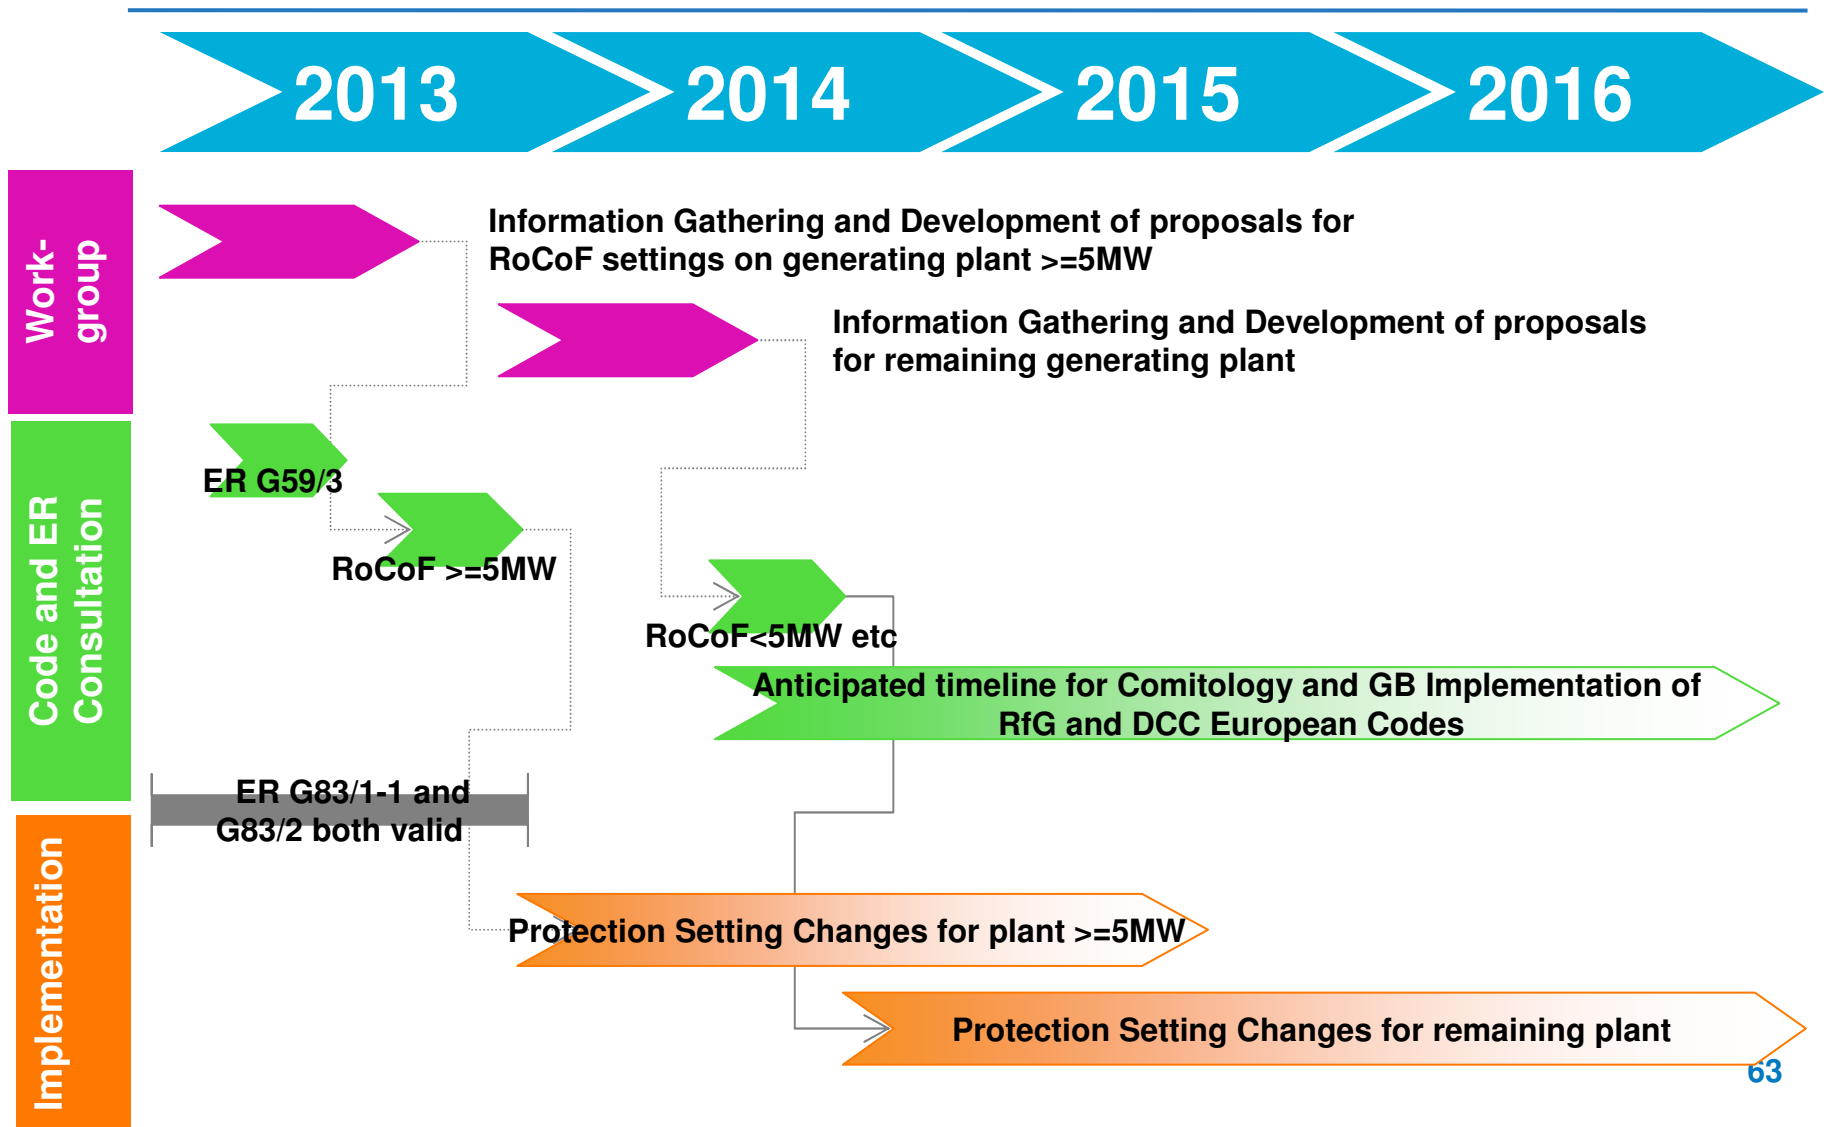 2013
2014
2015
2016
Work-
group
Information Gathering and Development of proposals for
RoCoF settings on generating plant >=5MW
Information Gathering and Development of proposals
for remaining generating plant
Code and ER
Consultation
ER G59/3
RoCoF >=5MW
RoCoF<5MW etc
Anticipated timeline for Comitology and GB Implementation of
RfG and DCC European Codes
ER G83/1-1 and
G83/2 both valid
Implementation
Protection Setting Changes for plant >=5MW
Protection Setting Changes for remaining plant
63